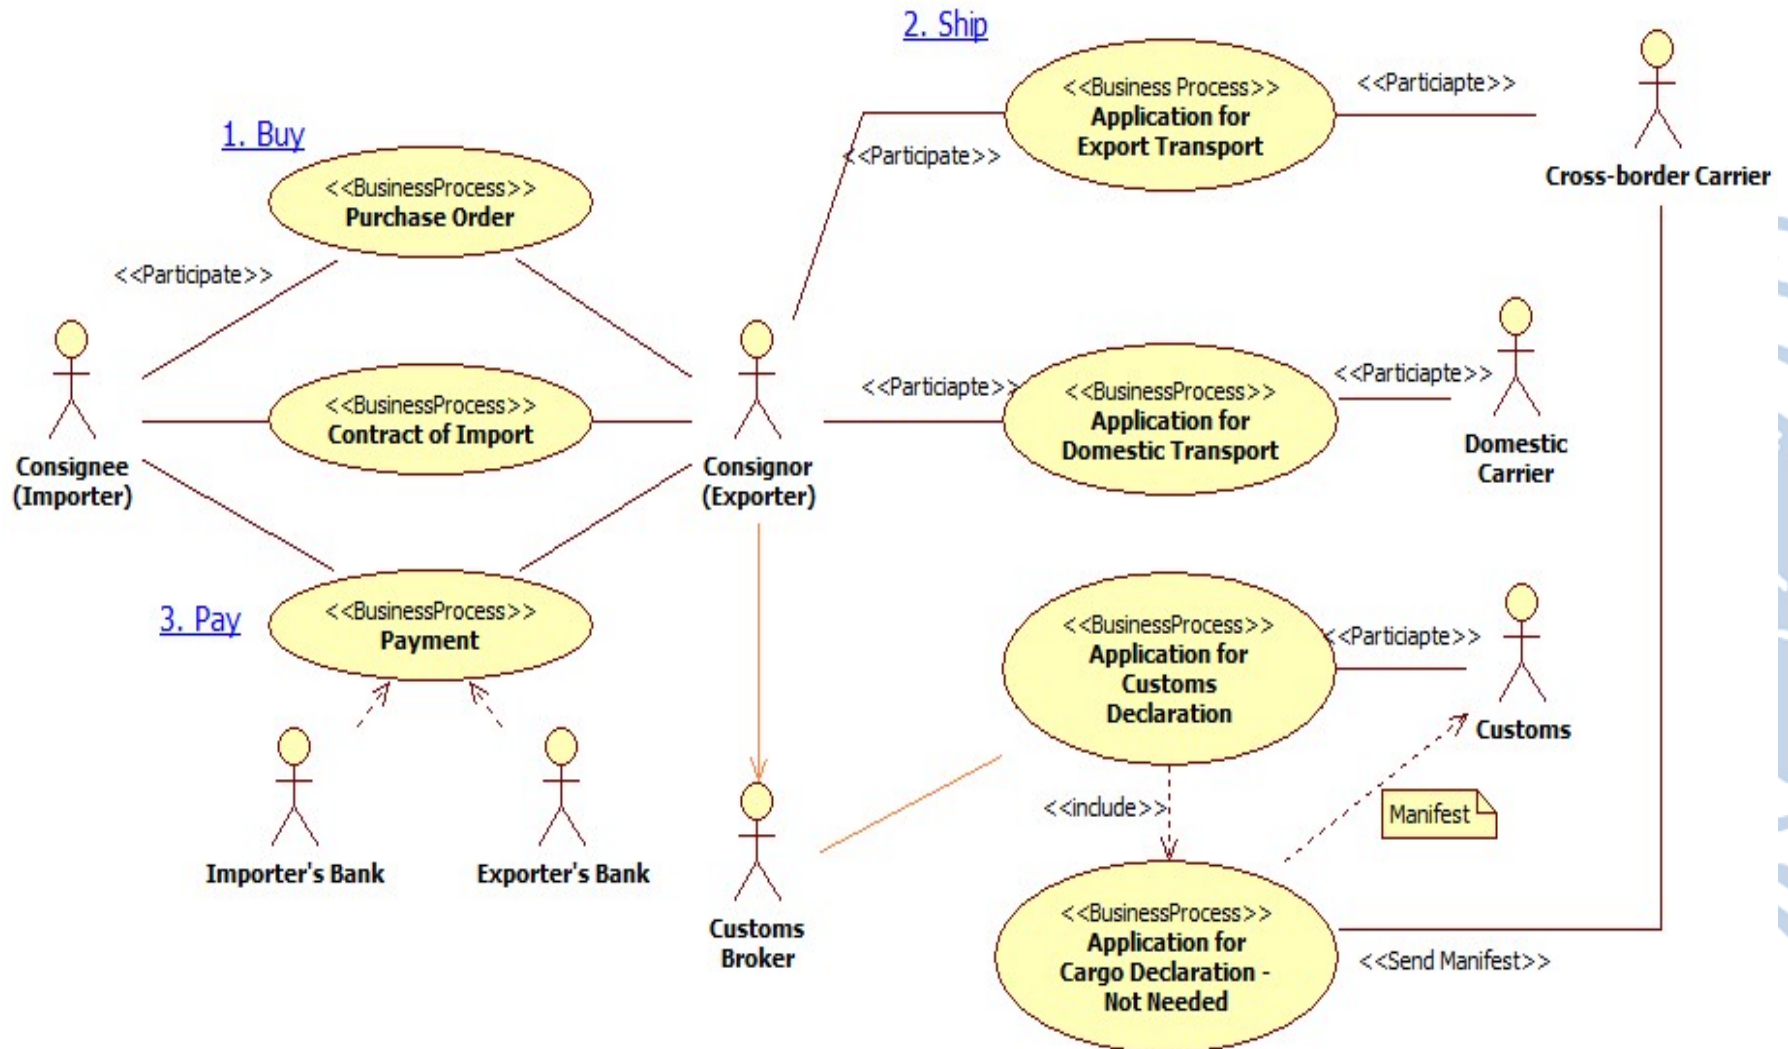 2. Ship
1. Buy
<<Business Process>>
Application for
Export Transport
<<Particiapte>>
<<Participate>>
Cross-border Carrier
<<BusinessProcess>>
Purchase Order
<<Participate>>
<<BusinessProcess>>
Contract of Import
Consignee
(Importer)
Consignor
(Exporter)
<<Particiapte>>
<<BusinessProcess>>
Application for
Domestic Transport
<<Particiapte>>
Domestic
Carrier
3. Pay
<<BusinessProcess>>
Payment
Importer's Bank
Exporter's Bank
<<BusinessProcess>>
Application for
Customs
Declaration
<<Particiapte>>
Customs
<<include>>
Manifest
Customs
Broker
<<BusinessProcess>>
Application for
Cargo Declaration -
Not Needed
<<Send Manifest>>